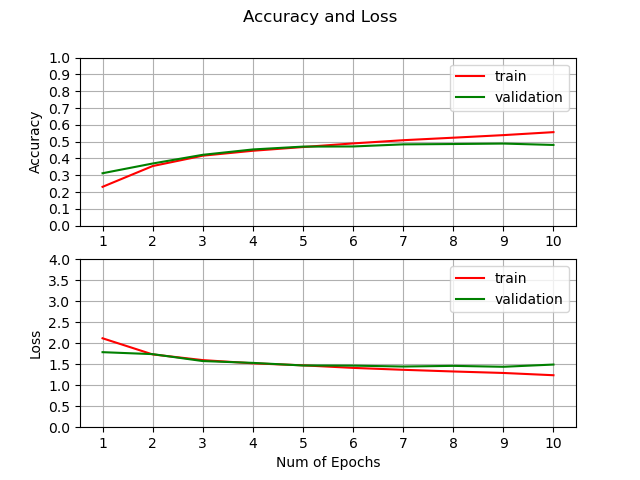 Accuracy and Loss
1.0
0.9
0.8
0.7
0.6
0.5
0.4
0.3
0.2
0.1
0.0
Accuracy
train
validation
1 2 3 4 5 6 7 8 9 10
4.0
3.5
3.0
2.5
2.0
1.5
1.0
0.5
0.0
Loss
train
validation
1 2 3 4 5 6 7 8 9 10
Num of Epochs